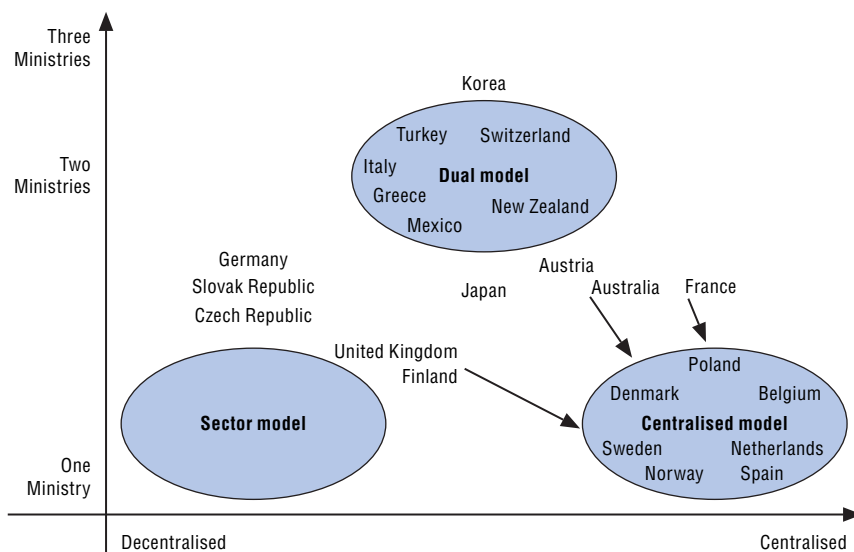 Three
Ministries
Korea
Turkey
Switzerland
Two
Ministries
Italy
Dual model
Greece
New Zealand
Mexico
Germany
Slovak Republic
Czech Republic
Austria
Japan
Australia
France
United Kingdom
Finland
Poland
Denmark
Belgium
Sector model
Centralised model
Sweden
Netherlands
Norway
Spain
One
Ministry
Decentralised
Centralised